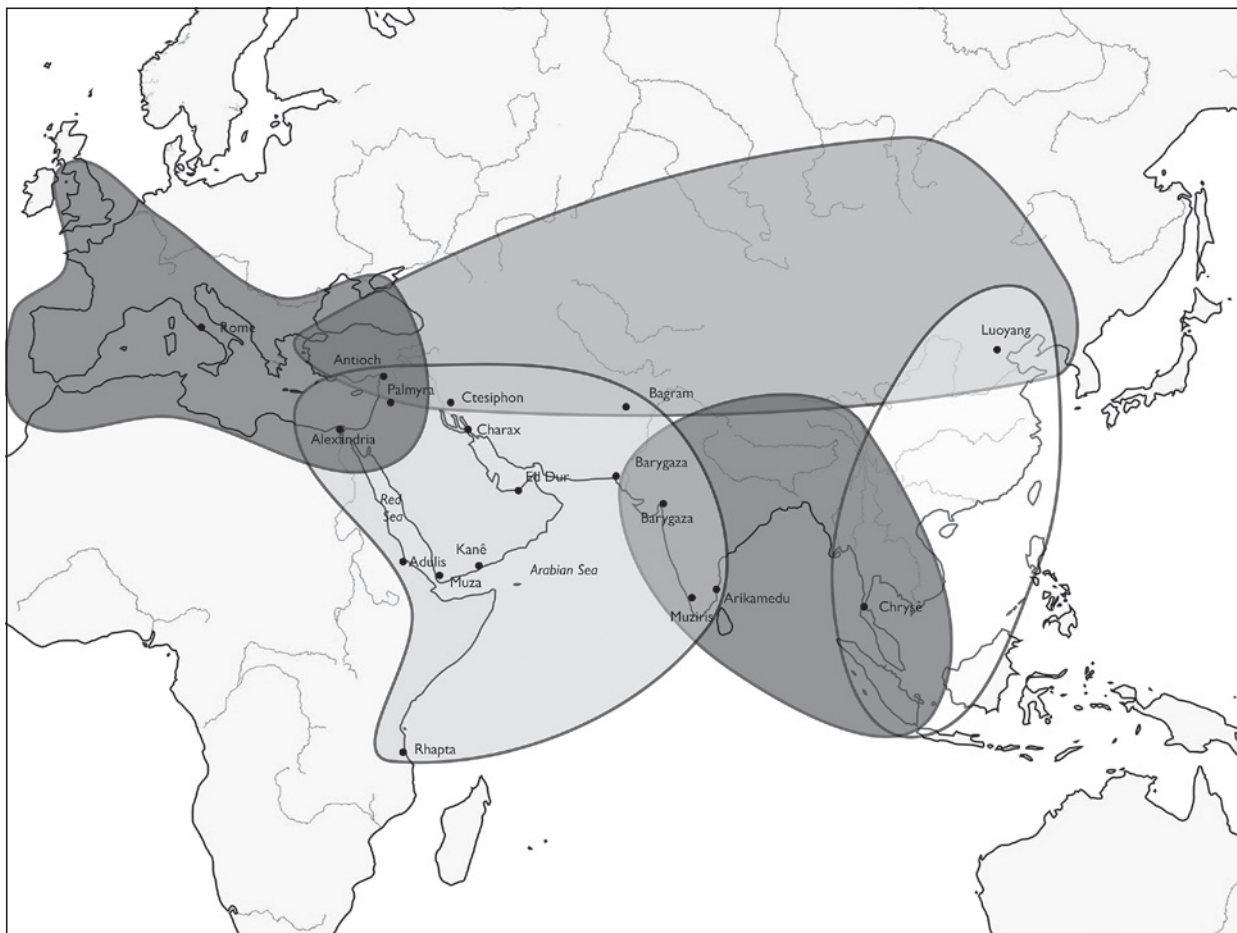 Luoyang
Rome
Antioch
Palmyra
Ctesiphon
Bagram
Alexandria
Charax
Barygaza
Ed Dur
Red
Sea
Barygaza
Kanê
Adulis
Muza
Arabian Sea
Muziris
Arikamedu
Chrysê
Rhapta